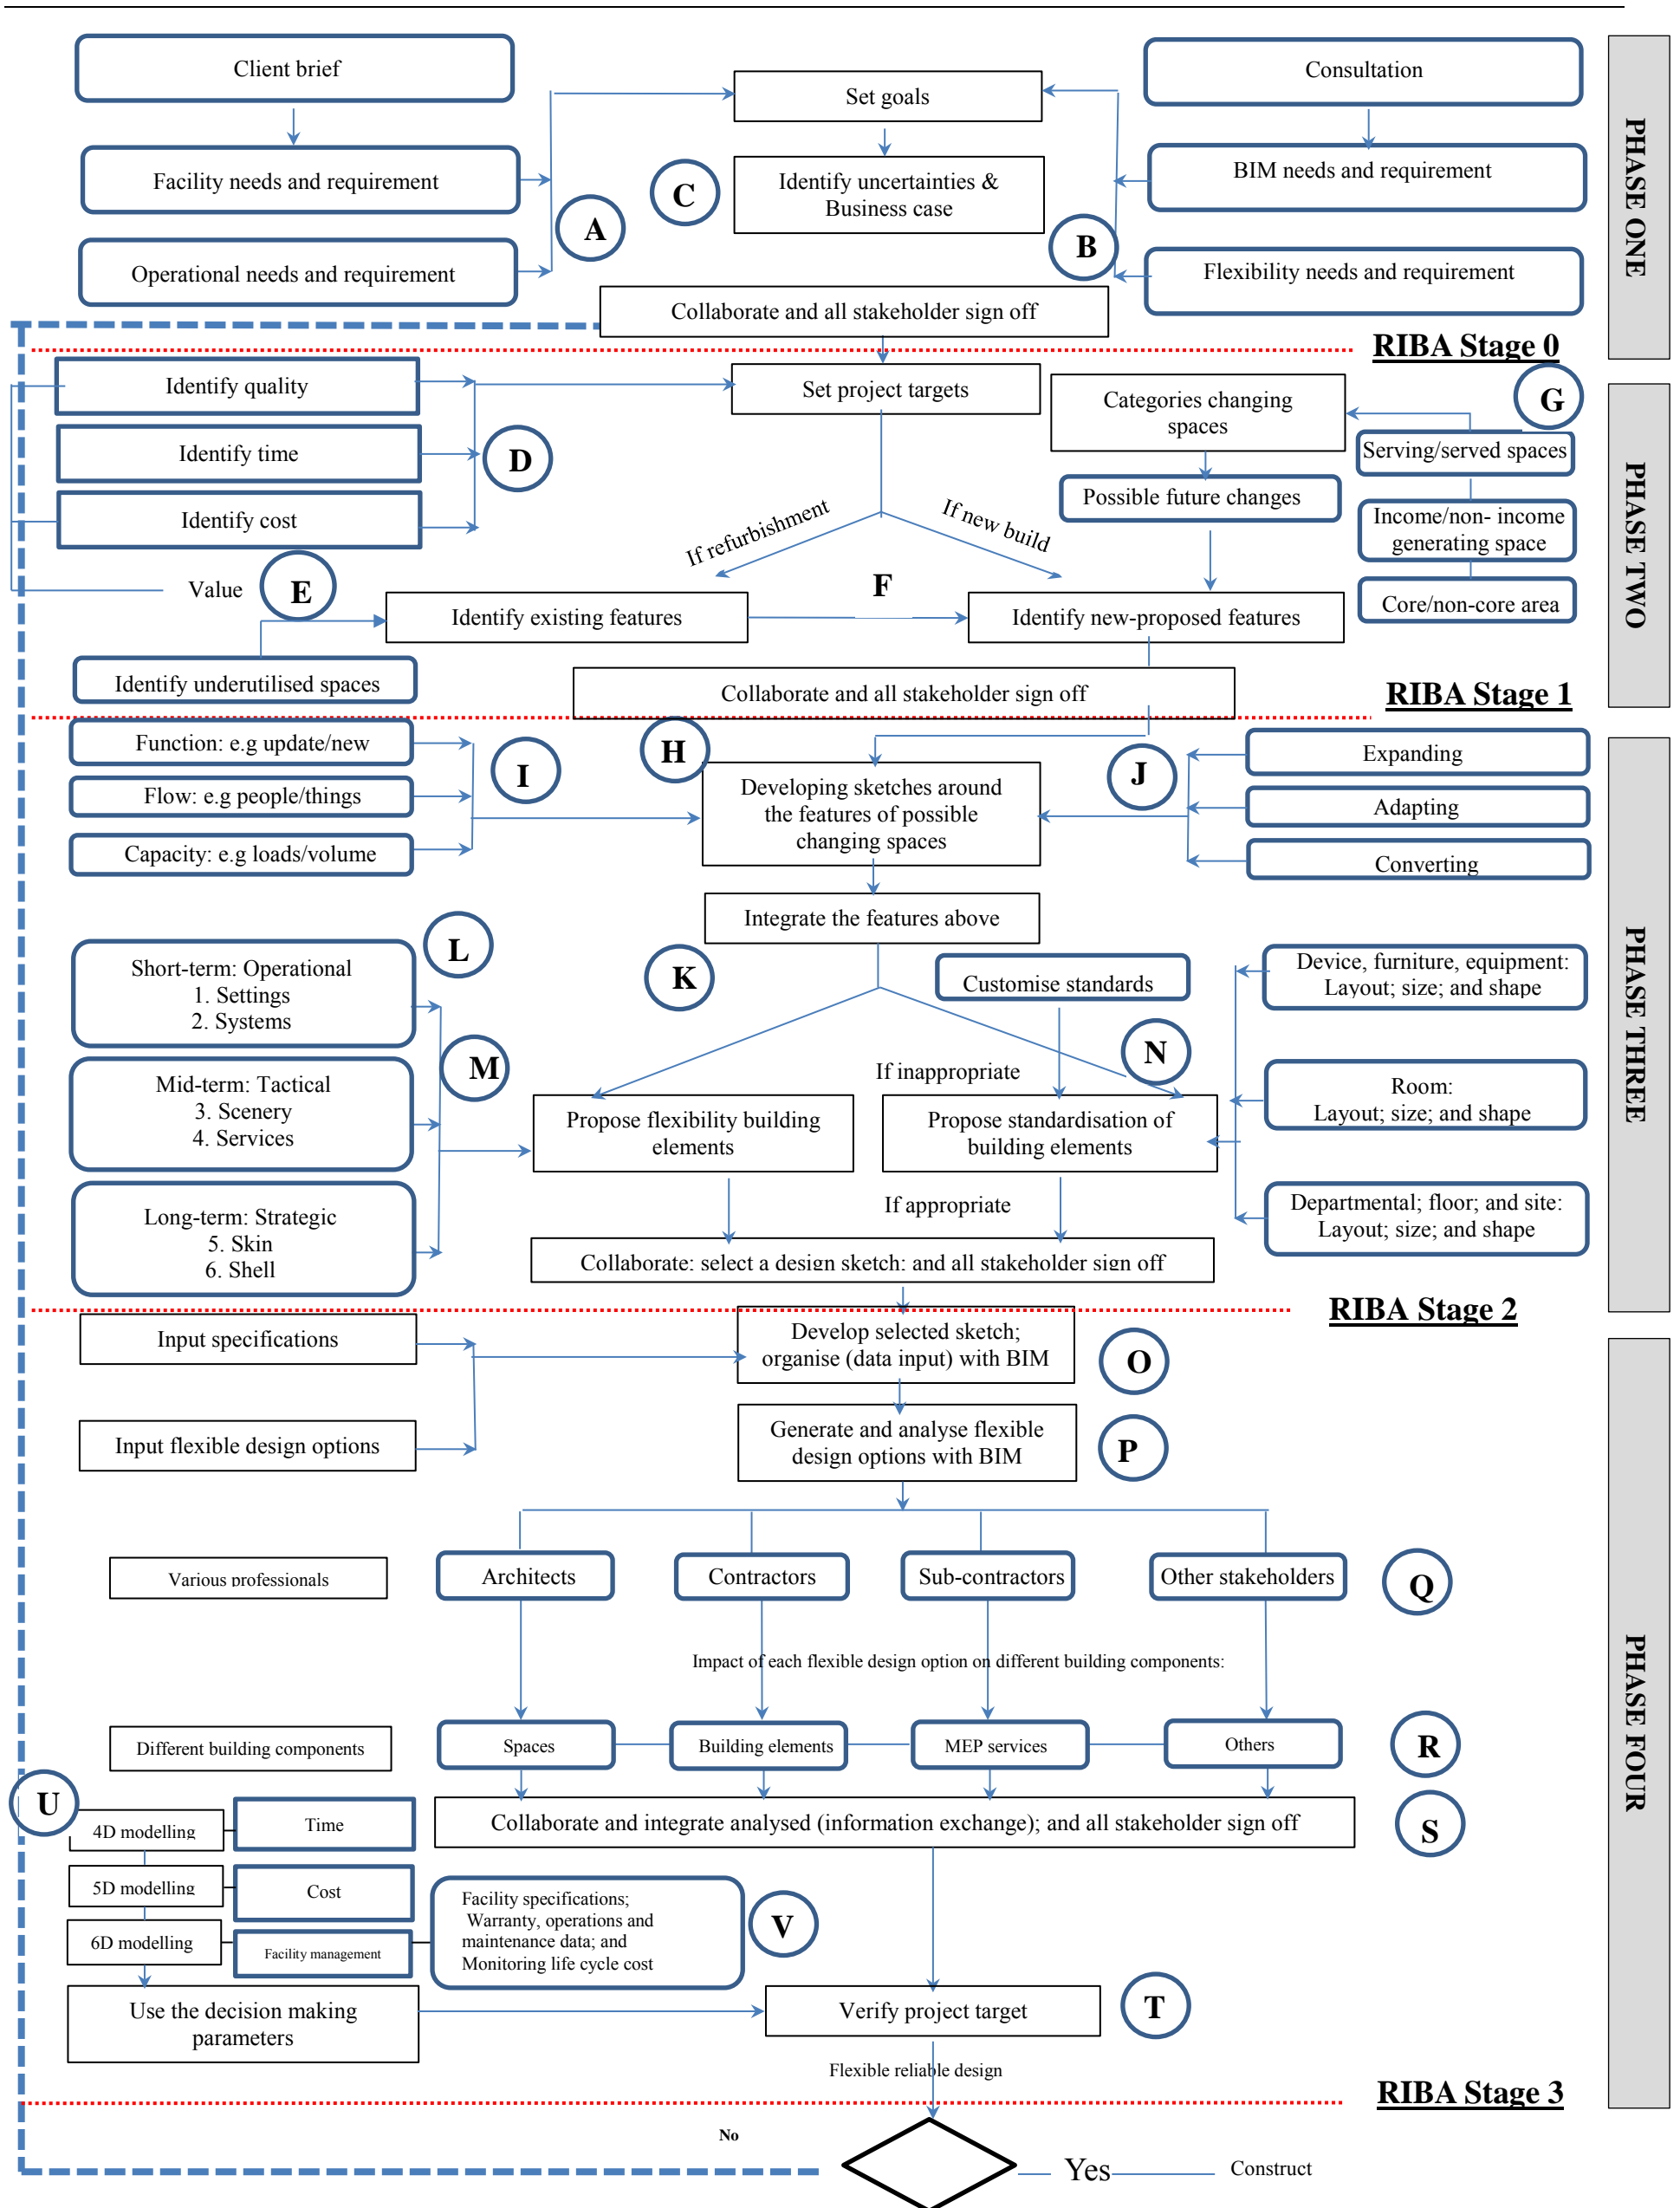 Client brief
Set goals
Consultation
PHASE ONE
Facility needs and requirement
C
Identify uncertainties &
Business case
BIM needs and requirement
A
B
Operational needs and requirement
Flexibility needs and requirement
Collaborate and all stakeholder sign off
RIBA Stage 0
Identify quality
Set project targets
Categories changing
spaces
G
Serving/served spaces
PHASE TWO
Identify time
D
Possible future changes
Identify cost
If refurbishment
If new build
Income/non- income
generating space
Value
E
F
Core/non-core area
Identify existing features
Identify new-proposed features
Identify underutilised spaces
Collaborate and all stakeholder sign off
RIBA Stage 1
Function: e.g update/new
H
Expanding
PHASE THREE
I
J
Flow: e.g people/things
Developing sketches around
the features of possible
changing spaces
Adapting
Capacity: e.g loads/volume
Converting
Integrate the features above
L
Short-term: Operational
1. Settings
2. Systems
K
Customise standards
Device, furniture, equipment:
Layout; size; and shape
M
N
Mid-term: Tactical
3. Scenery
4. Services
If inappropriate
Room:
Layout; size; and shape
Propose flexibility building
elements
Propose standardisation of
building elements
Long-term: Strategic
5. Skin
6. Shell
If appropriate
Departmental; floor; and site:
Layout; size; and shape
Collaborate: select a design sketch: and all stakeholder sign off
RIBA Stage 2
Input specifications
Develop selected sketch;
organise (data input) with BIM
O
PHASE FOUR
Input flexible design options
Generate and analyse flexible
design options with BIM
P
Various professionals
Architects
Contractors
Sub-contractors
Other stakeholders
Q
Impact of each flexible design option on different building components:
Different building components
Spaces
Building elements
MEP services
Others
R
U
4D modelling
Time
Collaborate and integrate analysed (information exchange); and all stakeholder sign off
S
5D modelling
Cost
Facility specifications;
Warranty, operations and
maintenance data; and
Monitoring life cycle cost
V
6D modelling
Facility management
Use the decision making
parameters
Verify project target
T
Flexible reliable design
RIBA Stage 3
No
Yes
Construct